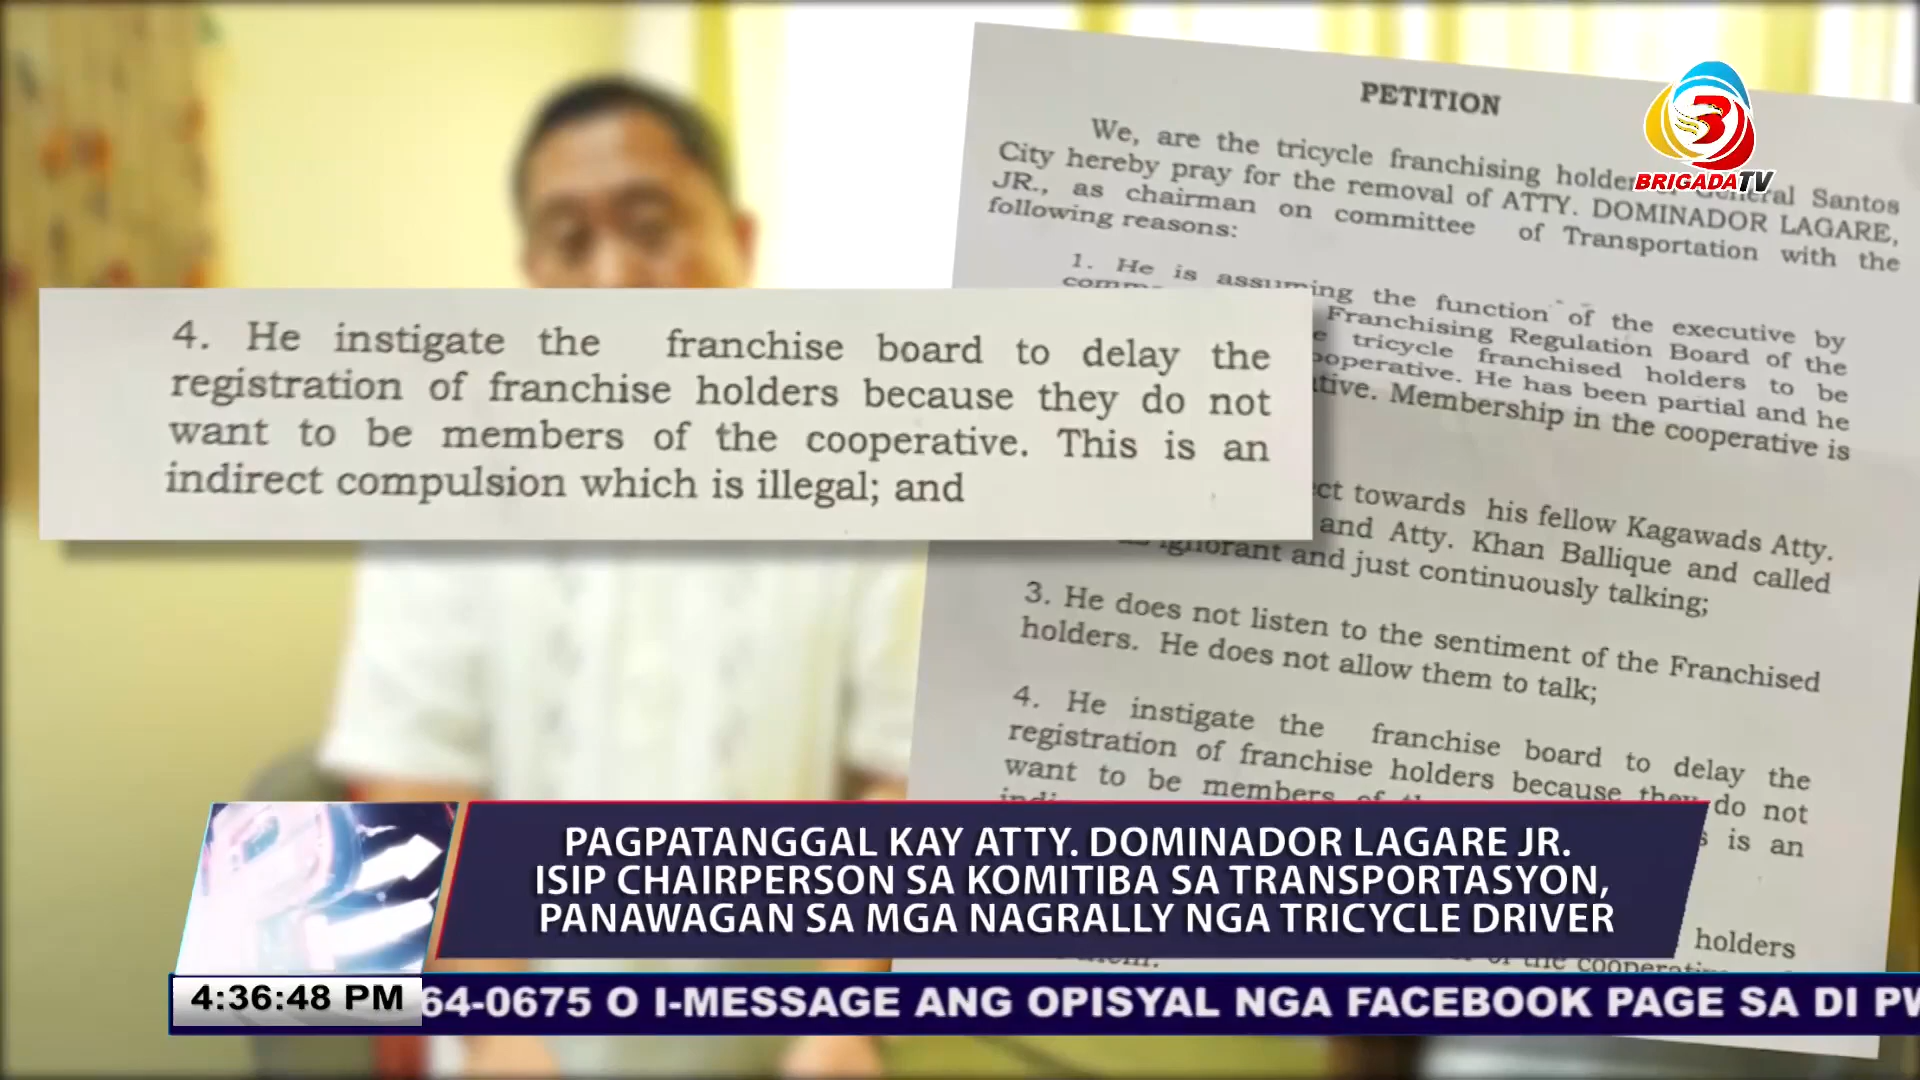 PETITION
We, are the tricycle franchising holder General Santos
City hereby pray for the removal of ATTY. DOMINADOR LAGARE,
JR., as chairman on committee of Transportation with the
following reasons:
1. He is assuming the function of the executive by
Franchising Regulation Board of the
tricycle franchised holders to be
cooperative. He has been partial and he
Membership in the cooperative is
towards his fellow Kagawads Atty.
and Atty. Khan Ballique and called
ignorant and just continuously talking;
3. He does not listen to the sentiment of the Franchised
holders. He does not allow them to talk;
4. He instigate the franchise board to delay the
registration of franchise holders because they do not
want to be members
is an
holders
BRIGADA TV
4. He instigate the franchise board to delay the
registration of franchise holders because they do not
want to be members of the cooperative. This is an
indirect compulsion which is illegal; and
PAGPATANGGAL KAY ATTY. DOMINADOR LAGARE JR.
ISIP CHAIRPERSON SA KOMITIBA SA TRANSPORTASYON,
PANAWAGAN SA MGA NAGRALLY NGA TRICYCLE DRIVER
4:36:48 PM 64-0675 O I-MESSAGE ANG OPISYAL NGA FACEBOOK PAGE SA DI